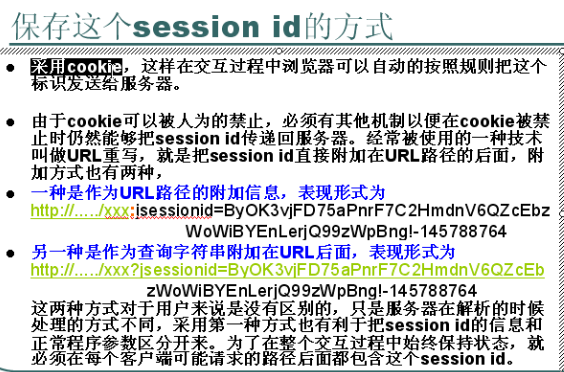 保存这个session id的方式
● 采用cookie，这样在交互过程中浏览器可以自动的按照规则把这个
标识发送给服务器。
● 由于cookie可以被人为的禁止，必须有其他机制以便在cookie被禁
止时仍然能够把session id传递回服务器。经常被使用的一种技术
叫做URL重写，就是把session id直接附加在URL路径的后面，附
加方式也有两种，
● 一种是作为URL路径的附加信息，表现形式为
http://...../xxx;jsessionid=ByOK3vjFD75aPnrF7C2HmdnV6QZcEbz
WoWiBYEnLerjQ99zWpBng!-145788764
● 另一种是作为查询字符串附加在URL后面，表现形式为
http://...../xxx?jsessionid=ByOK3vjFD75aPnrF7C2HmdnV6QZcEb
zWoWiBYEnLerjQ99zWpBng!-145788764
这两种方式对于用户来说是没有区别的，只是服务器在解析的时候
处理的方式不同，采用第一种方式也有利于把session id的信息和
正常程序参数区分开来。为了在整个交互过程中始终保持状态，就
必须在每个客户端可能请求的路径后面都包含这个session id。